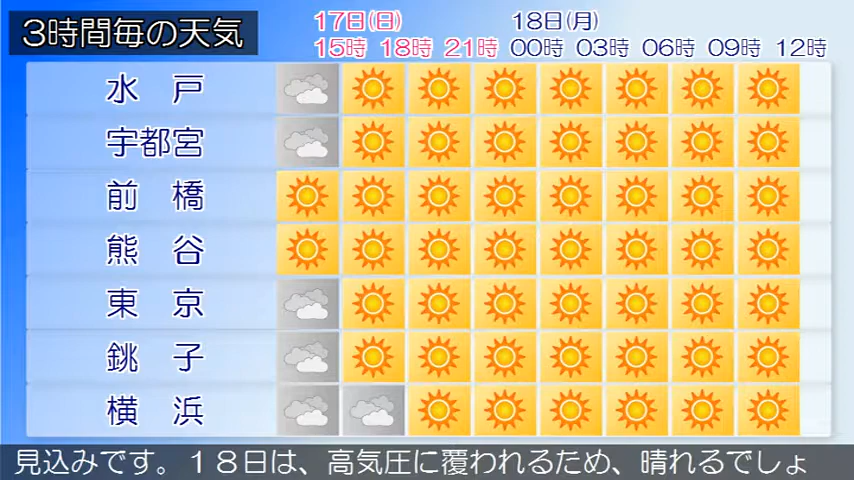 3時間毎の天気
17日(日) 18日(月)
15時 18時 21時 00時 03時 06時 09時 12時
水戸
宇都宮
前橋
熊谷
東京
銚子
横浜
見込みです。１８日は、高気圧に覆われるため、晴れるでしょ